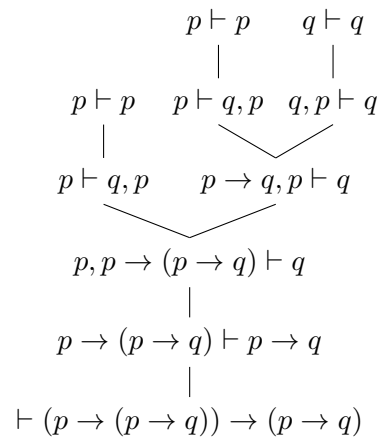 p ⊢ p q ⊢ q
p ⊢ p p ⊢ q, p q, p ⊢ q
p ⊢ q, p p → q, p ⊢ q
p, p → (p → q) ⊢ q
p → (p → q) ⊢ p → q
⊢ (p → (p → q)) → (p → q)